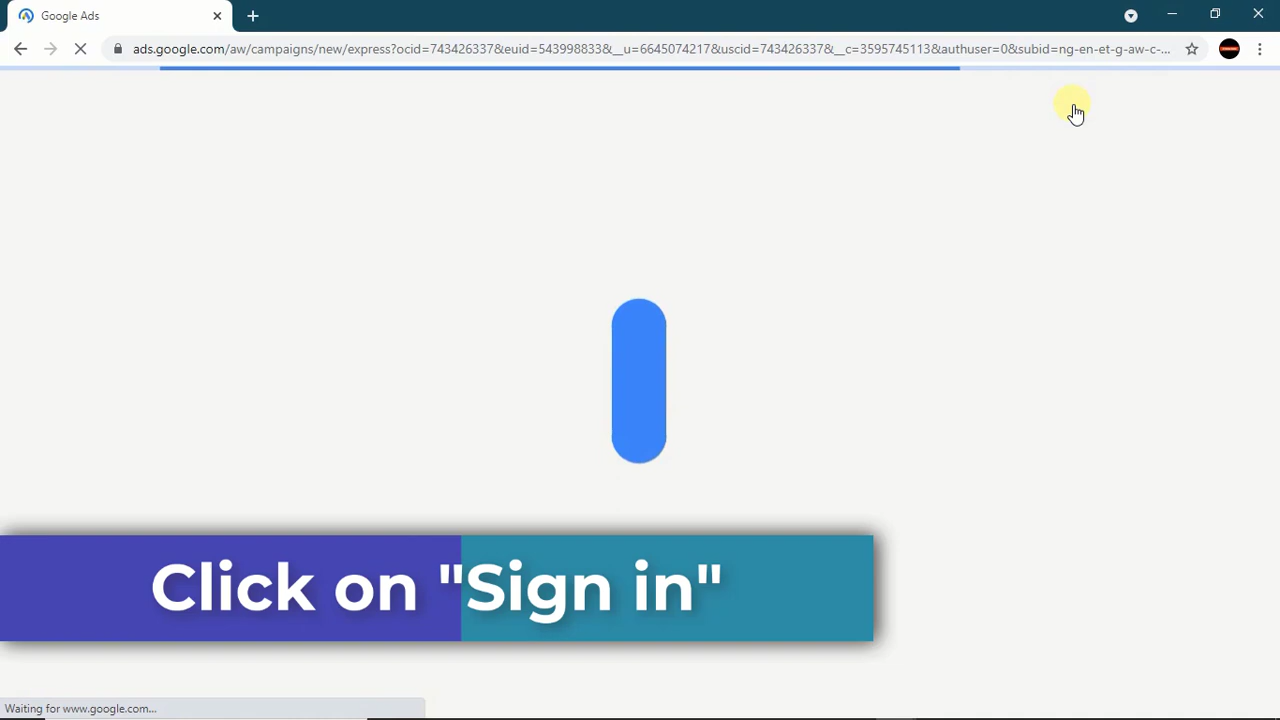 Google Ads
ads.google.com/aw/campaigns/new/express?ocid=743426337&euid=543998833&__u=6645074217&uscid=743426337&__c=3595745113&authuser=0&subid=ng-en-et-g-aw-c-...
Click on "Sign in"
Waiting for www.google.com...